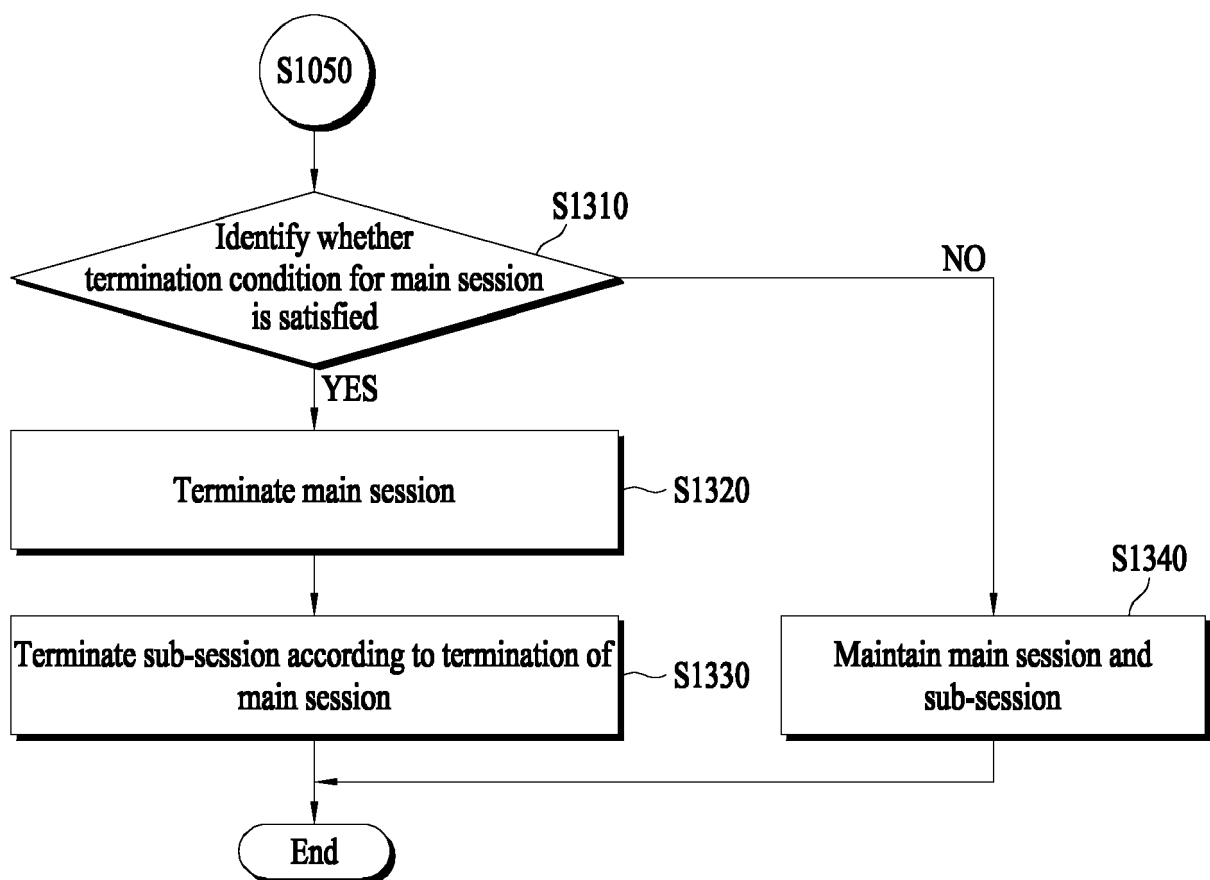 S1050
S1310
Identify whether
termination condition for main session
is satisfied
NO
YES
Terminate main session
S1320
S1340
Terminate sub-session according to termination of
main session
S1330
Maintain main session and
sub-session
End